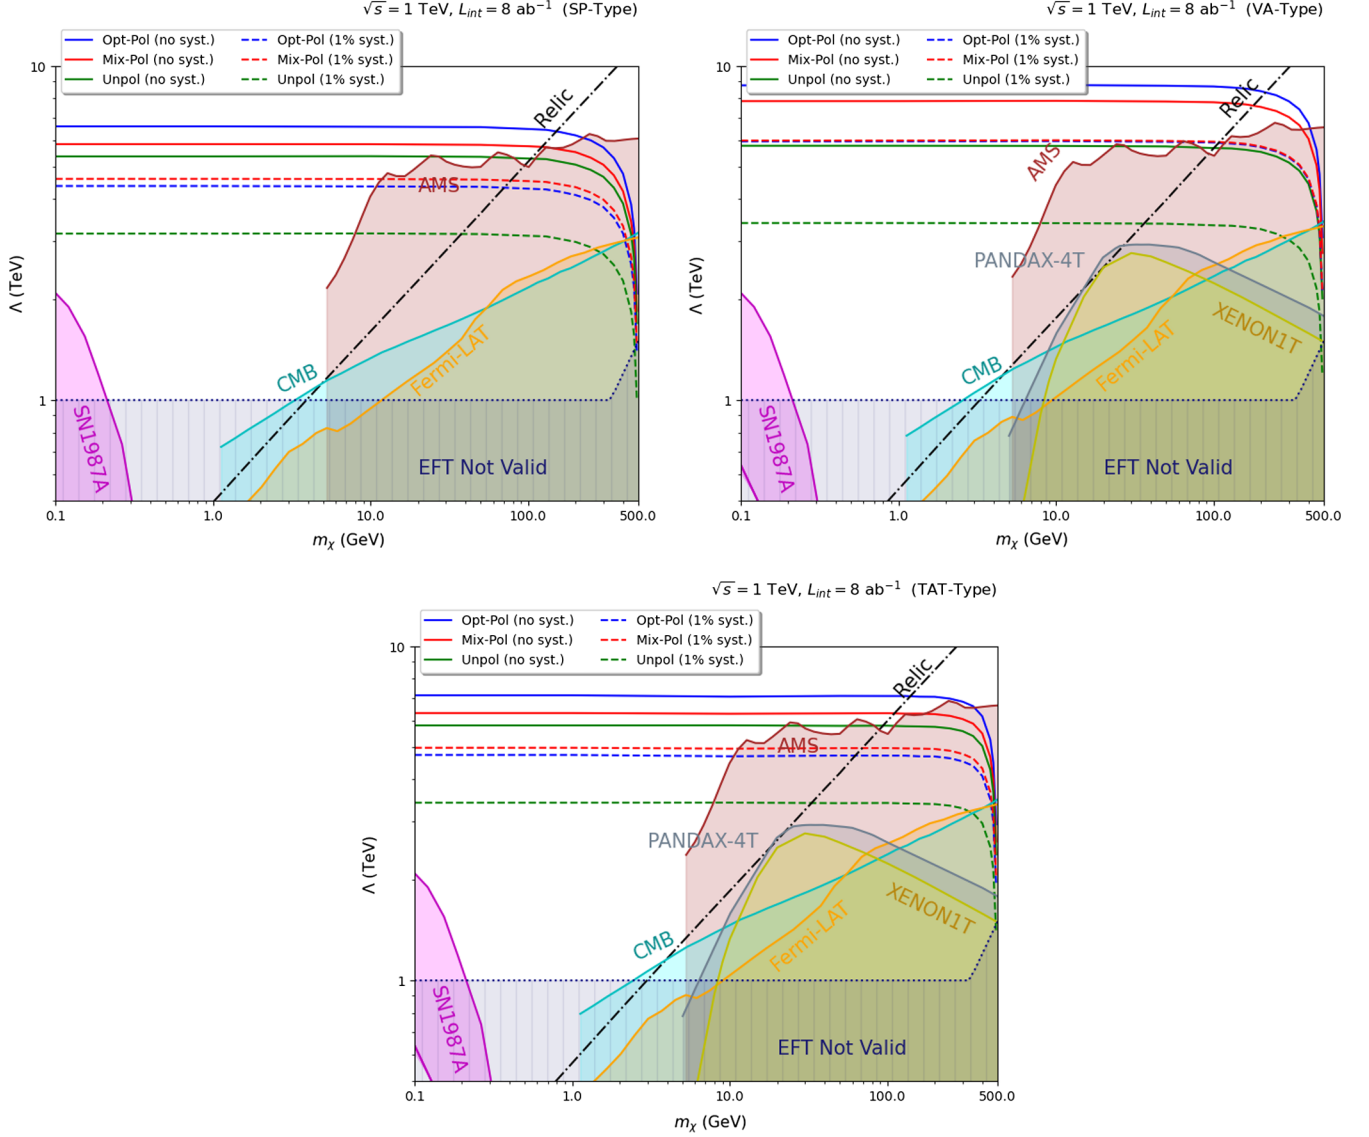 √s = 1 TeV, L_int = 8 ab⁻¹ (SP-Type)
Opt-Pol (no syst.) Opt-Pol (1% syst.)
Mix-Pol (no syst.) Mix-Pol (1% syst.)
Unpol (no syst.) Unpol (1% syst.)
10
1
Λ (TeV)
Relic
AMS
CMB
Fermi-LAT
SN1987A
EFT Not Valid
0.1 1.0 10.0 100.0 500.0
m_χ (GeV)
√s = 1 TeV, L_int = 8 ab⁻¹ (VA-Type)
Opt-Pol (no syst.) Opt-Pol (1% syst.)
Mix-Pol (no syst.) Mix-Pol (1% syst.)
Unpol (no syst.) Unpol (1% syst.)
10
1
Λ (TeV)
Relic
AMS
PANDAX-4T
XENON1T
CMB
Fermi-LAT
SN1987A
EFT Not Valid
0.1 1.0 10.0 100.0 500.0
m_χ (GeV)
√s = 1 TeV, L_int = 8 ab⁻¹ (TAT-Type)
Opt-Pol (no syst.) Opt-Pol (1% syst.)
Mix-Pol (no syst.) Mix-Pol (1% syst.)
Unpol (no syst.) Unpol (1% syst.)
10
1
Λ (TeV)
Relic
AMS
PANDAX-4T
XENON1T
CMB
Fermi-LAT
SN1987A
EFT Not Valid
0.1 1.0 10.0 100.0 500.0
m_χ (GeV)